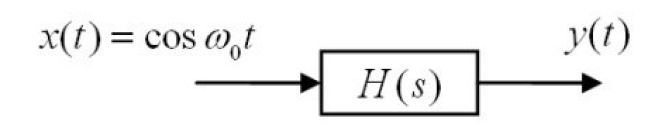 x(t) = cos ω₀t
y(t)
H(s)